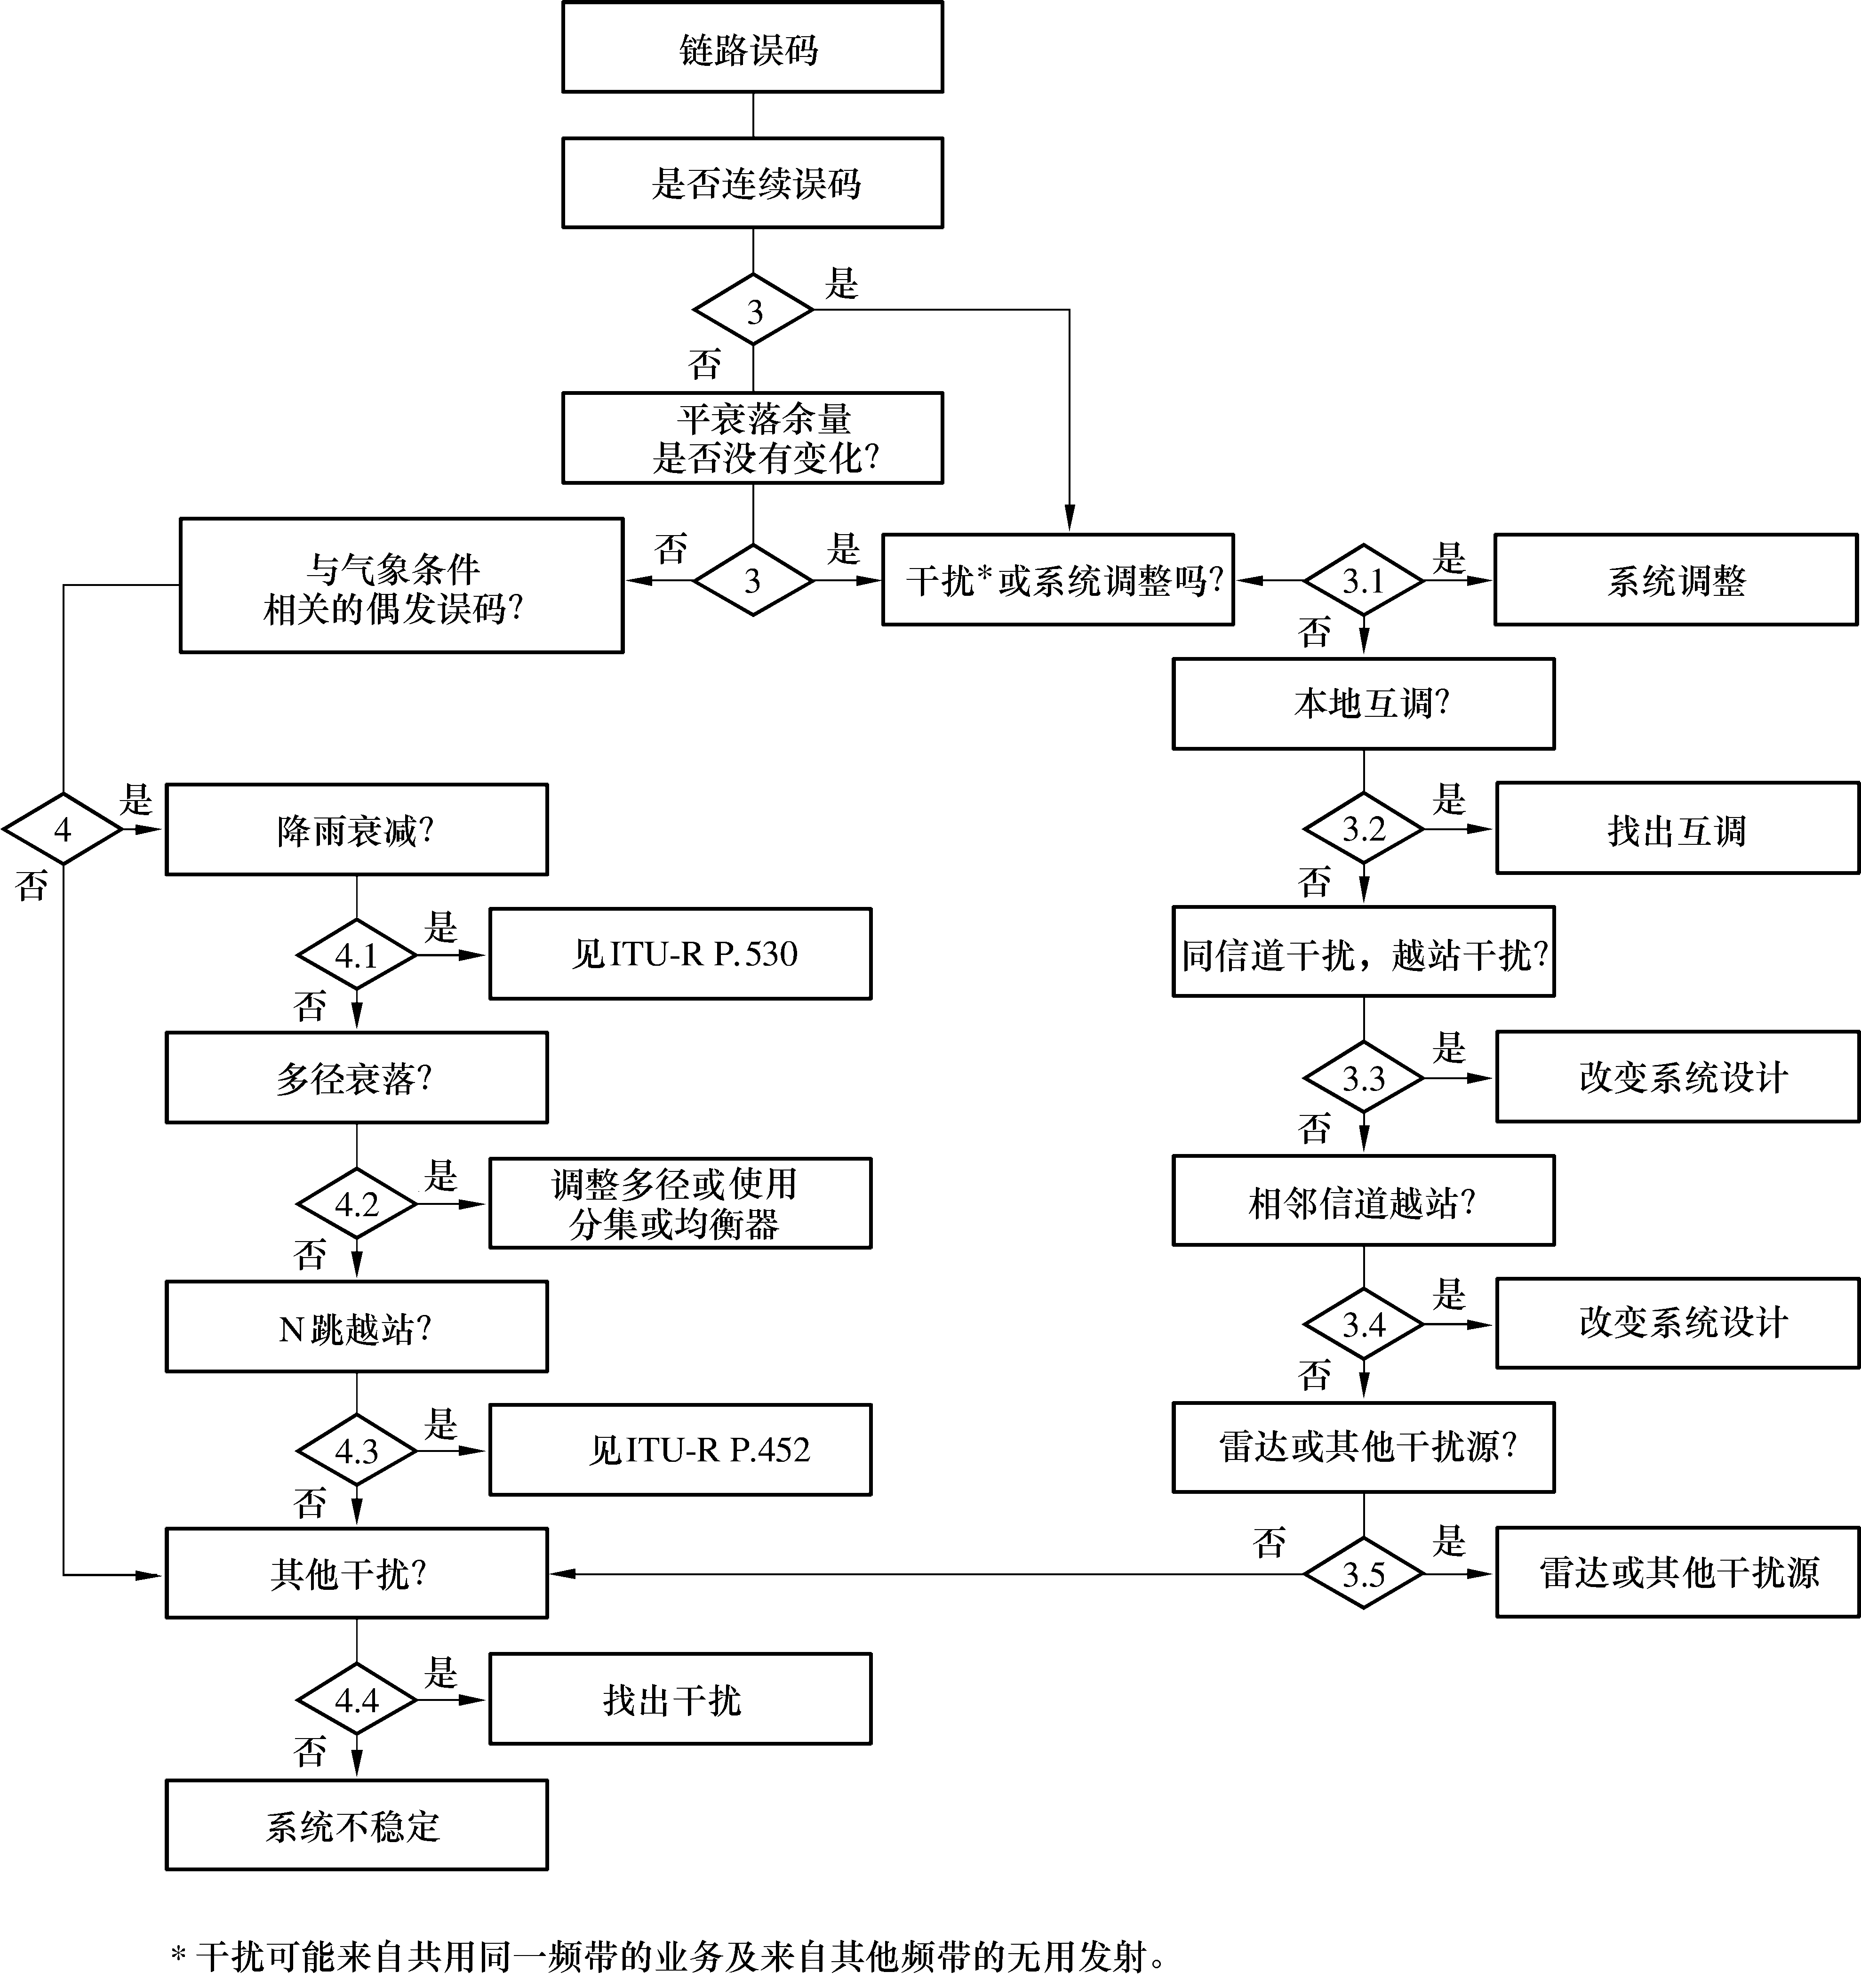 链路误码
是否连续误码
3
是
否
平衰落余量
是否没有变化?
与气象条件
相关的偶发误码?
否
3
是
干扰*或系统调整吗?
3.1
是
系统调整
否
本地互调?
4
是
降雨衰减?
3.2
是
找出互调
否
否
4.1
是
见ITU-R P.530
同信道干扰，越站干扰?
否
多径衰落?
3.3
是
改变系统设计
否
4.2
是
调整多径或使用
分集或均衡器
相邻信道越站?
否
N跳越站?
3.4
是
改变系统设计
否
4.3
是
见ITU-R P.452
雷达或其他干扰源?
否
其他干扰?
否
3.5
是
雷达或其他干扰源
4.4
是
找出干扰
否
系统不稳定
*干扰可能来自共用同一频带的业务及来自其他频带的无用发射。